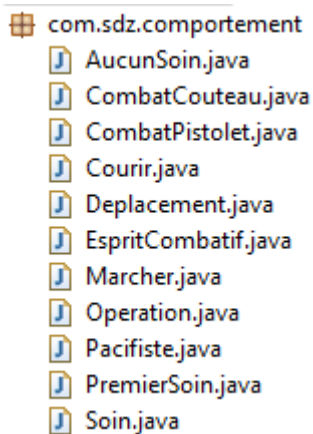 com.sdz.comportement
AucunSoin.java
CombatCouteau.java
CombatPistolet.java
Courir.java
Deplacement.java
EspritCombatif.java
Marcher.java
Operation.java
Pacifiste.java
PremierSoin.java
Soin.java